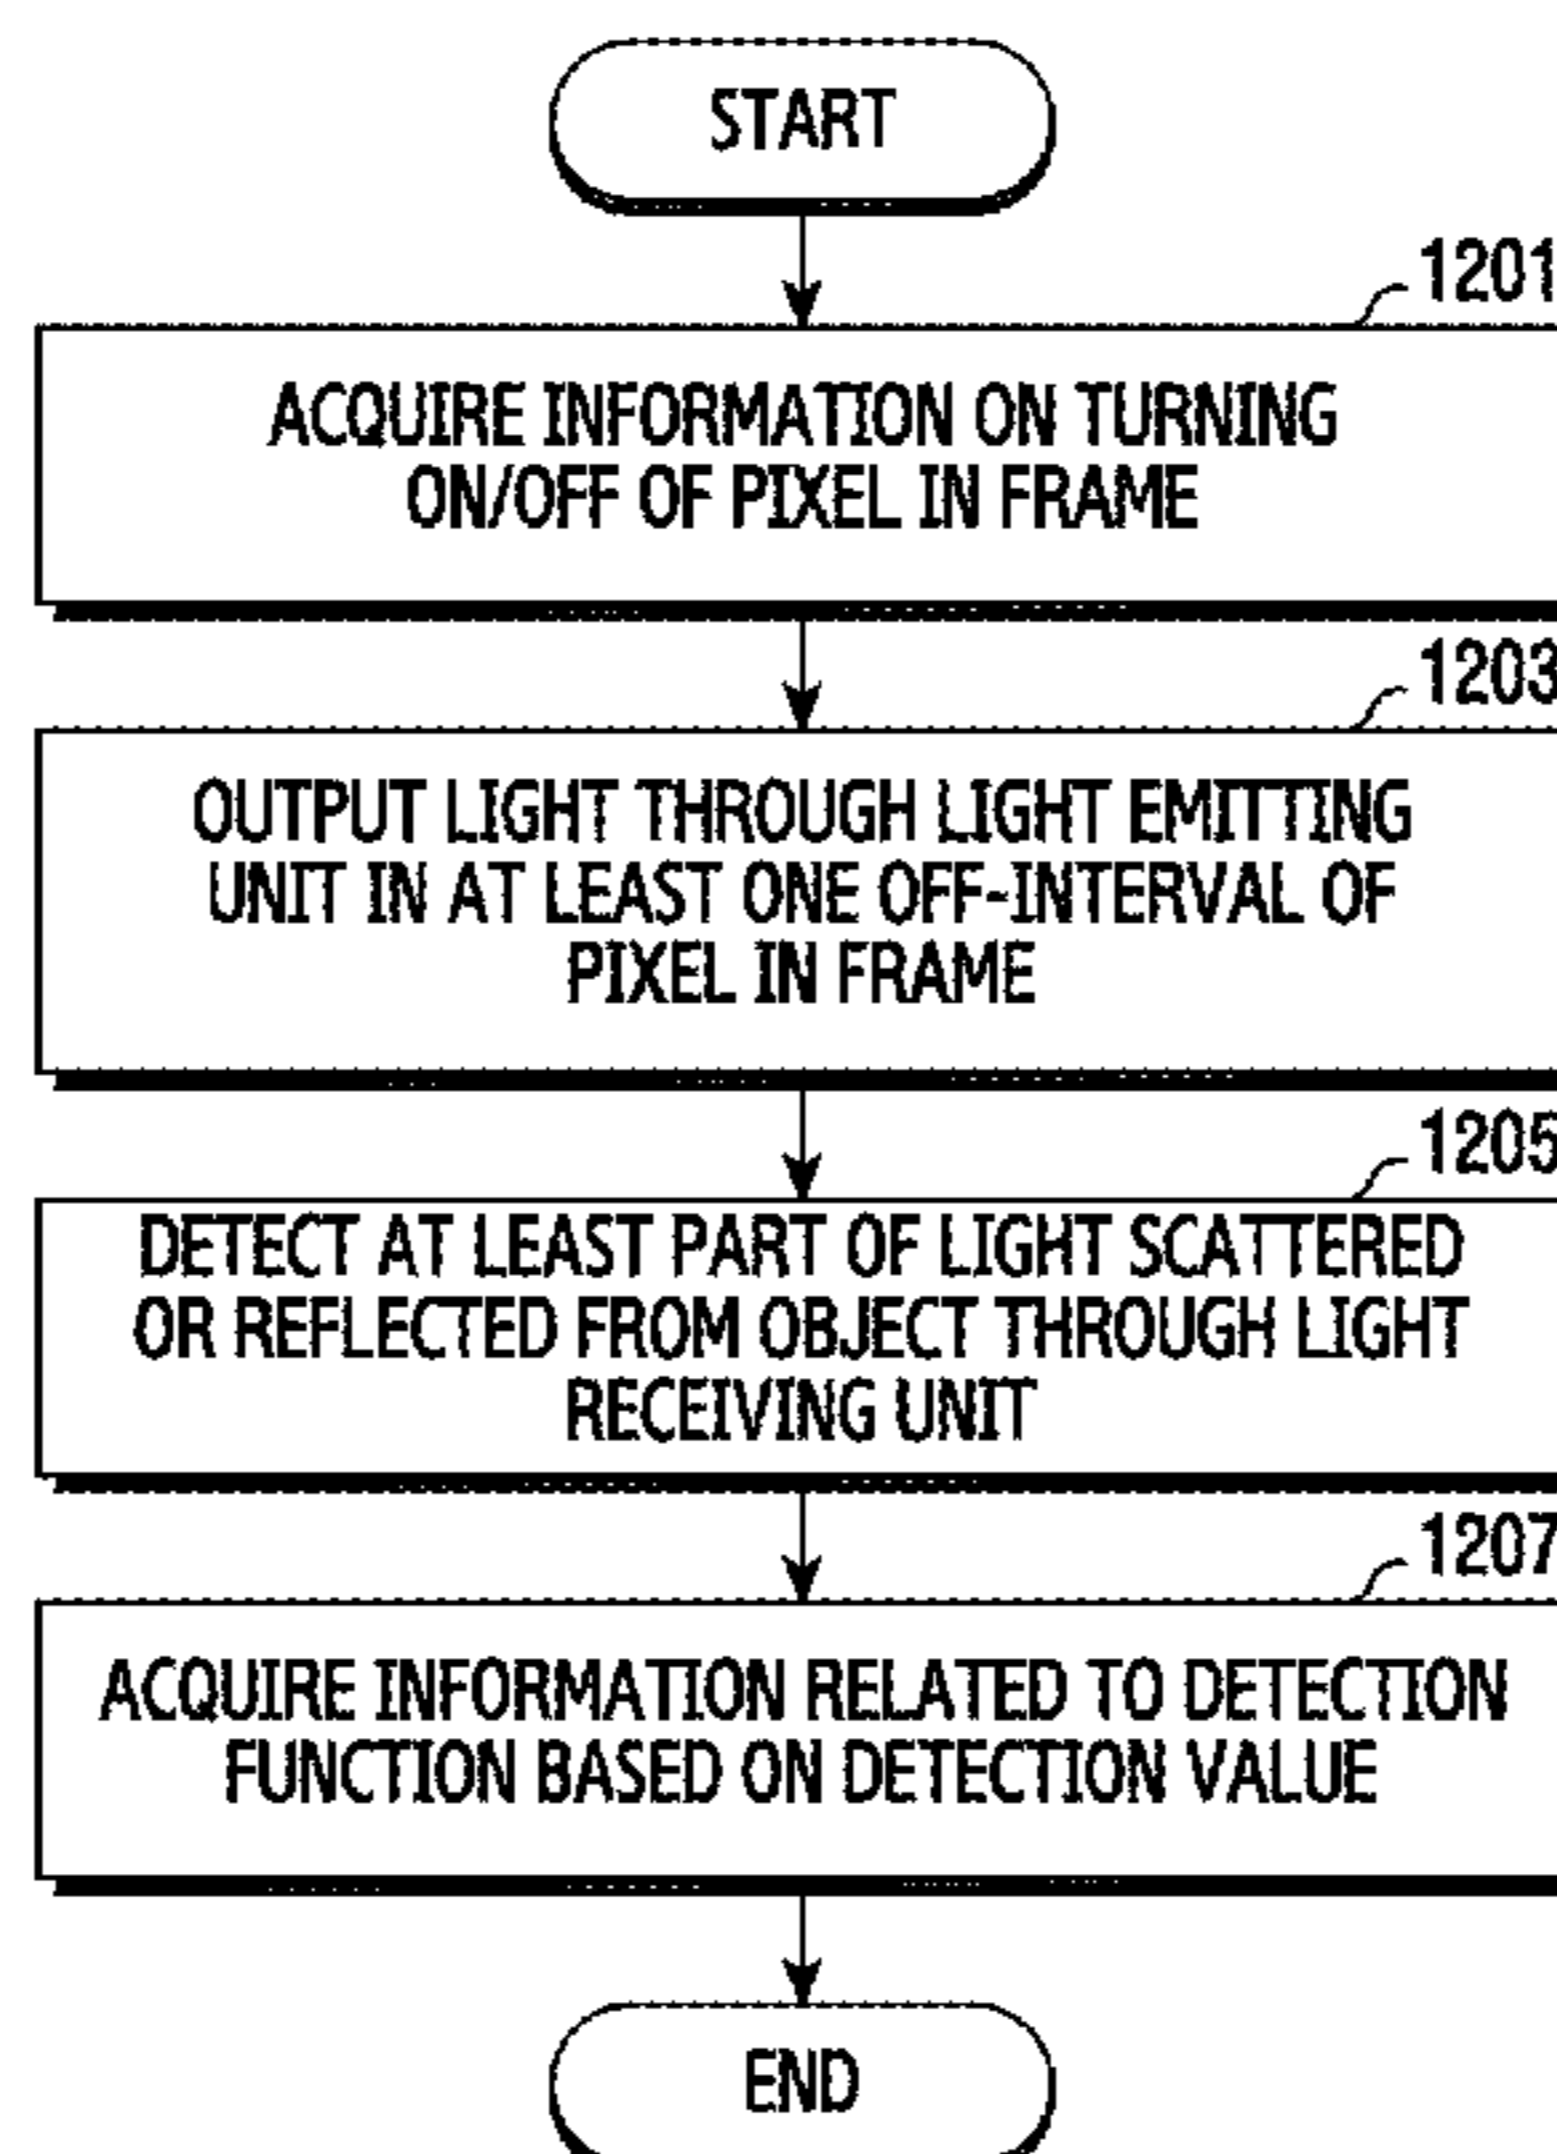 START
1201
ACQUIRE INFORMATION ON TURNING
ON/OFF OF PIXEL IN FRAME
1203
OUTPUT LIGHT THROUGH LIGHT EMITTING
UNIT IN AT LEAST ONE OFF-INTERVAL OF
PIXEL IN FRAME
1205
DETECT AT LEAST PART OF LIGHT SCATTERED
OR REFLECTED FROM OBJECT THROUGH LIGHT
RECEIVING UNIT
1207
ACQUIRE INFORMATION RELATED TO DETECTION
FUNCTION BASED ON DETECTION VALUE
END